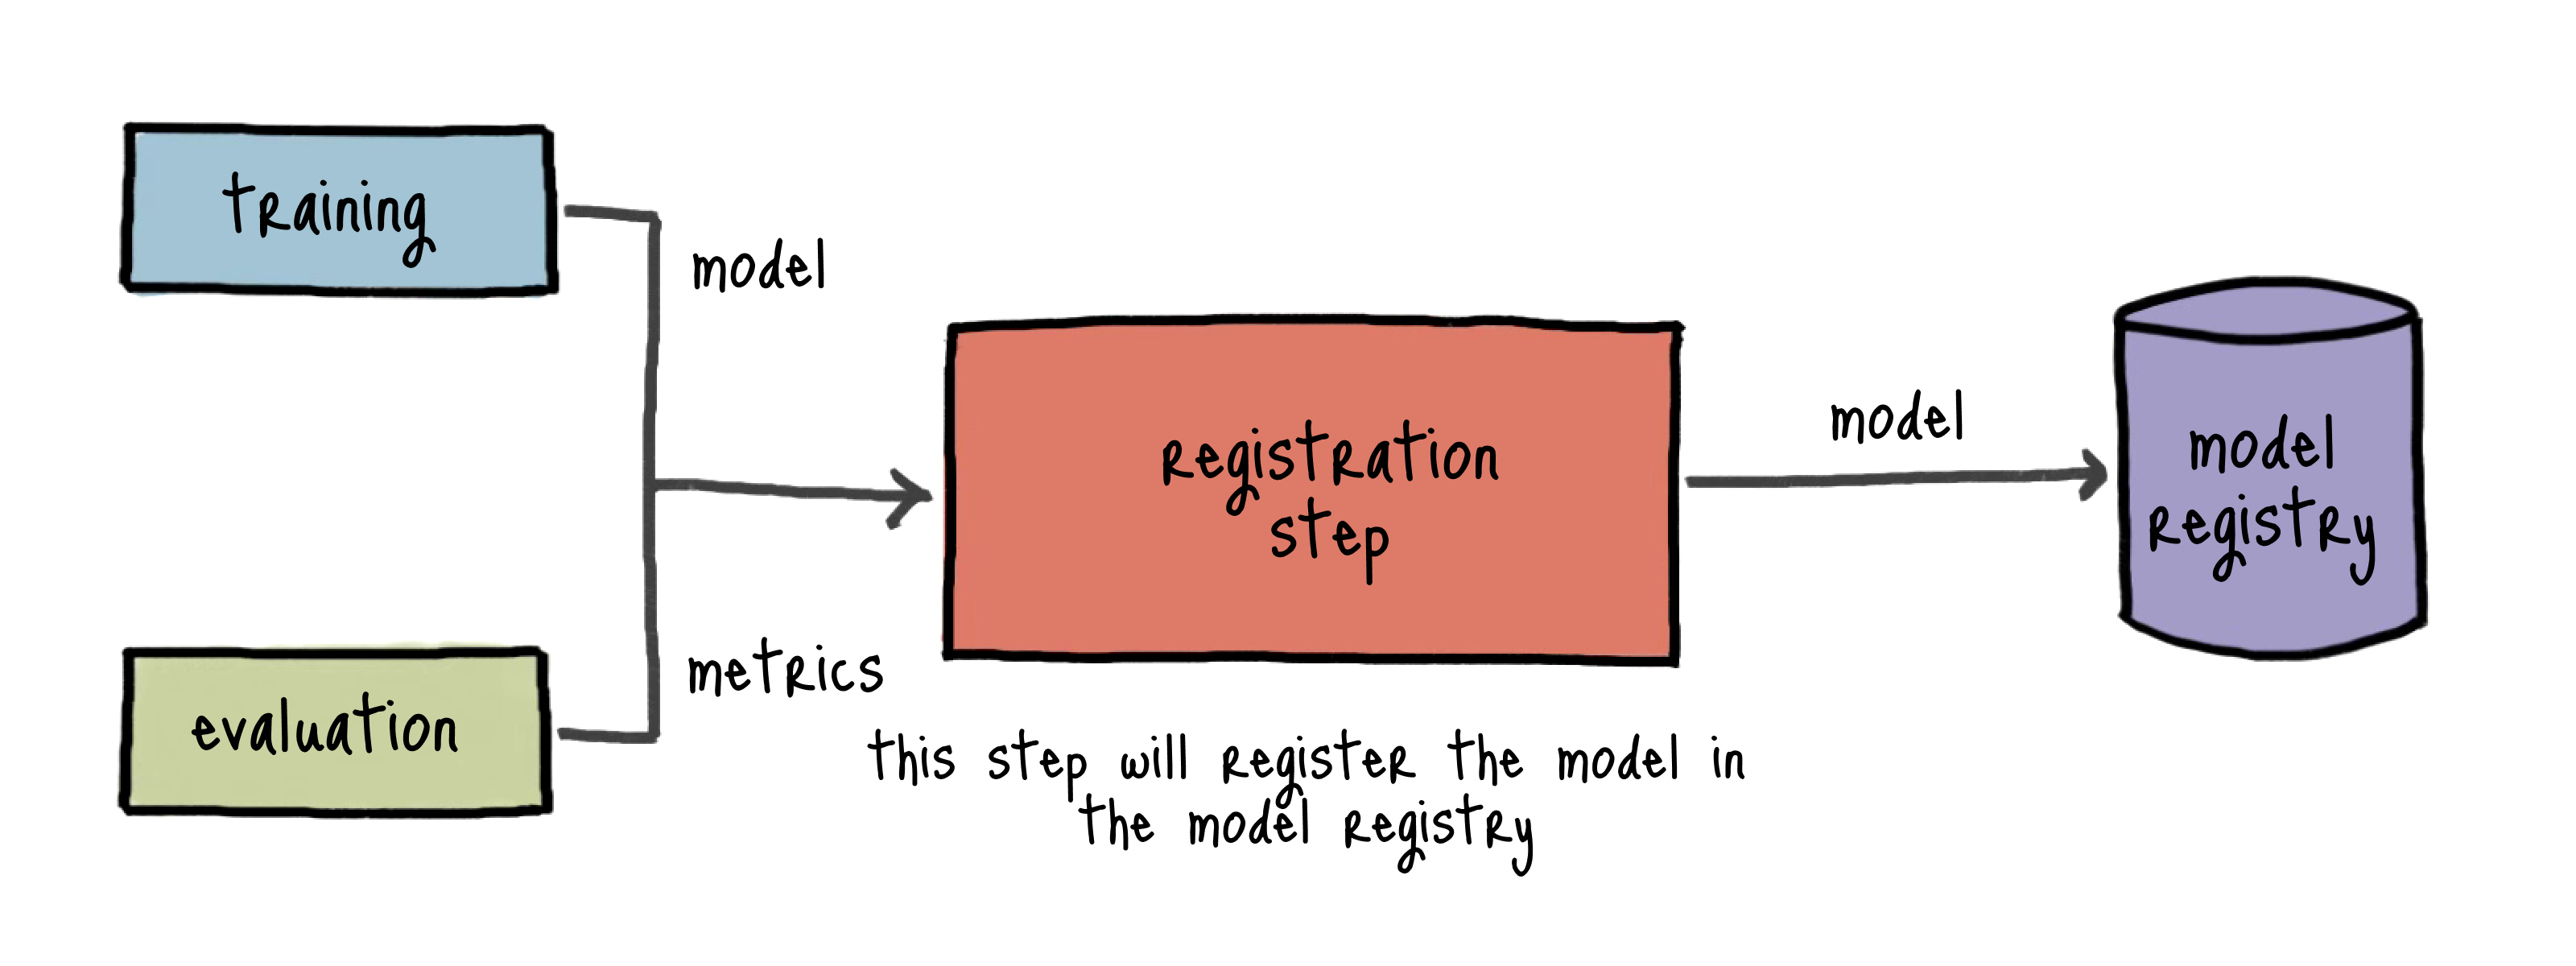 training
model
evaluation
metrics
registration
step
this step will register the model in
the model registry
model
model
registry